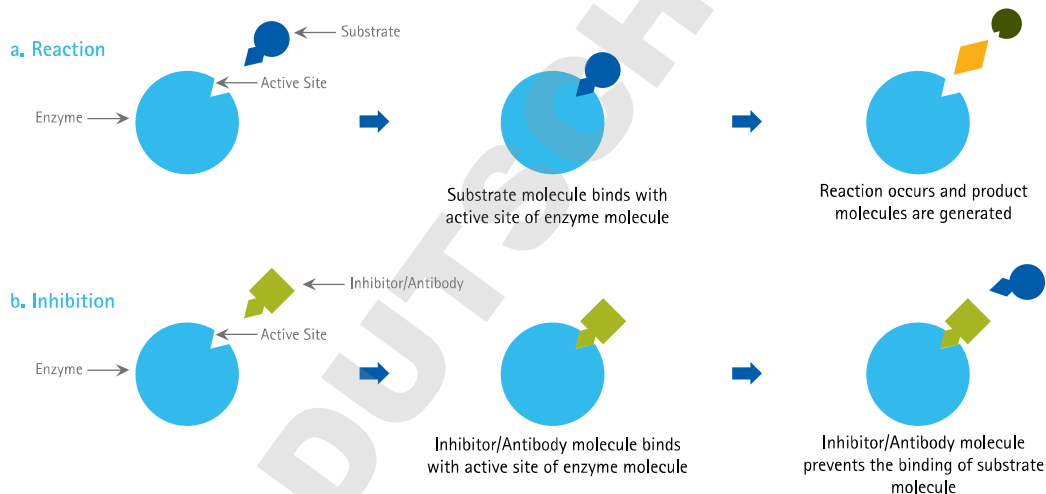 a. Reaction
Substrate
Active Site
Enzyme
Substrate molecule binds with
active site of enzyme molecule
Reaction occurs and product
molecules are generated
b. Inhibition
Inhibitor/Antibody
Active Site
Enzyme
Inhibitor/Antibody molecule binds
with active site of enzyme molecule
Inhibitor/Antibody molecule
prevents the binding of substrate
molecule
DUTSCH